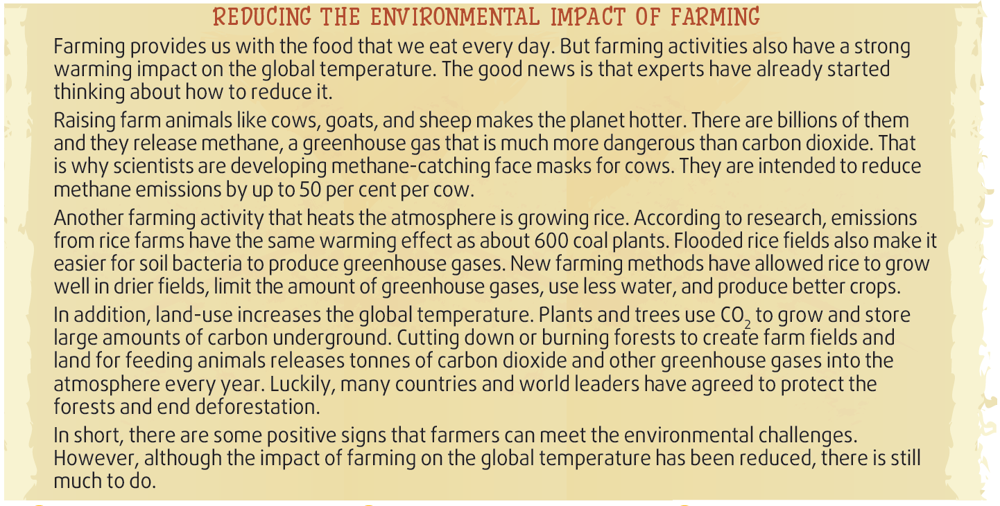 REDUCING THE ENVIRONMENTAL IMPACT OF FARMING
Farming provides us with the food that we eat every day. But farming activities also have a strong
warming impact on the global temperature. The good news is that experts have already started
thinking about how to reduce it.
Raising farm animals like cows, goats, and sheep makes the planet hotter. There are billions of them
and they release methane, a greenhouse gas that is much more dangerous than carbon dioxide. That
is why scientists are developing methane-catching face masks for cows. They are intended to reduce
methane emissions by up to 50 per cent per cow.
Another farming activity that heats the atmosphere is growing rice. According to research, emissions
from rice farms have the same warming effect as about 600 coal plants. Flooded rice fields also make it
easier for soil bacteria to produce greenhouse gases. New farming methods have allowed rice to grow
well in drier fields, limit the amount of greenhouse gases, use less water, and produce better crops.
In addition, land-use increases the global temperature. Plants and trees use CO₂ to grow and store
large amounts of carbon underground. Cutting down or burning forests to create farm fields and
land for feeding animals releases tonnes of carbon dioxide and other greenhouse gases into the
atmosphere every year. Luckily, many countries and world leaders have agreed to protect the
forests and end deforestation.
In short, there are some positive signs that farmers can meet the environmental challenges.
However, although the impact of farming on the global temperature has been reduced, there is still
much to do.